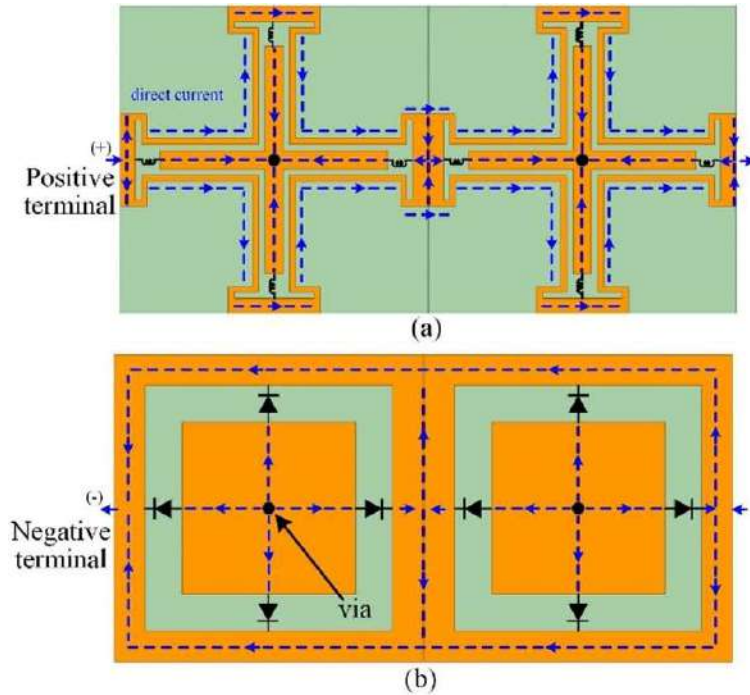 direct current
(+)
Positive
terminal
(a)
(-)
Negative
terminal
via
(b)